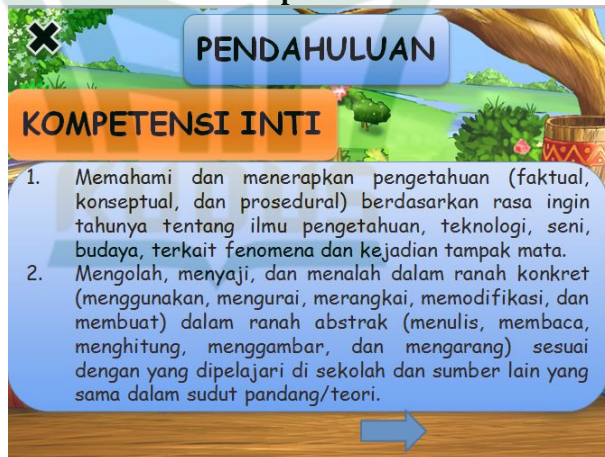 PENDAHULUAN
KOMPETENSI INTI
1. Memahami dan menerapkan pengetahuan (faktual,
konseptual, dan prosedural) berdasarkan rasa ingin
tahunya tentang ilmu pengetahuan, teknologi, seni,
budaya, terkait fenomena dan kejadian tampak mata.
2. Mengolah, menyaji, dan menalah dalam ranah konkret
(menggunakan, mengurai, merangkai, memodifikasi, dan
membuat) dalam ranah abstrak (menulis, membaca,
menghitung, menggambar, dan mengarang) sesuai
dengan yang dipelajari di sekolah dan sumber lain yang
sama dalam sudut pandang/teori.